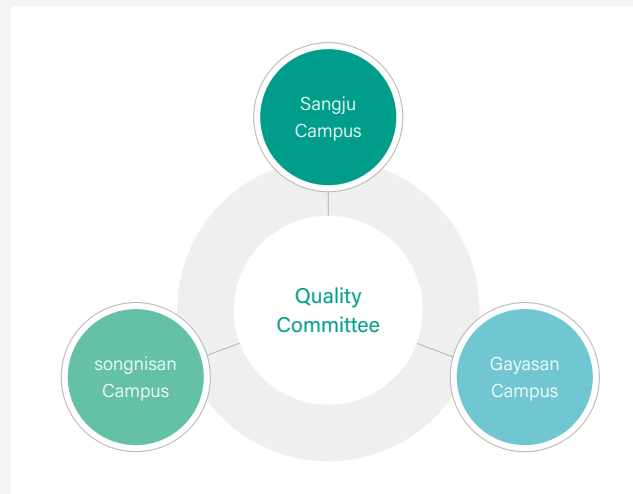 Sangju
Campus
Quality
Committee
songnisan
Campus
Gayasan
Campus